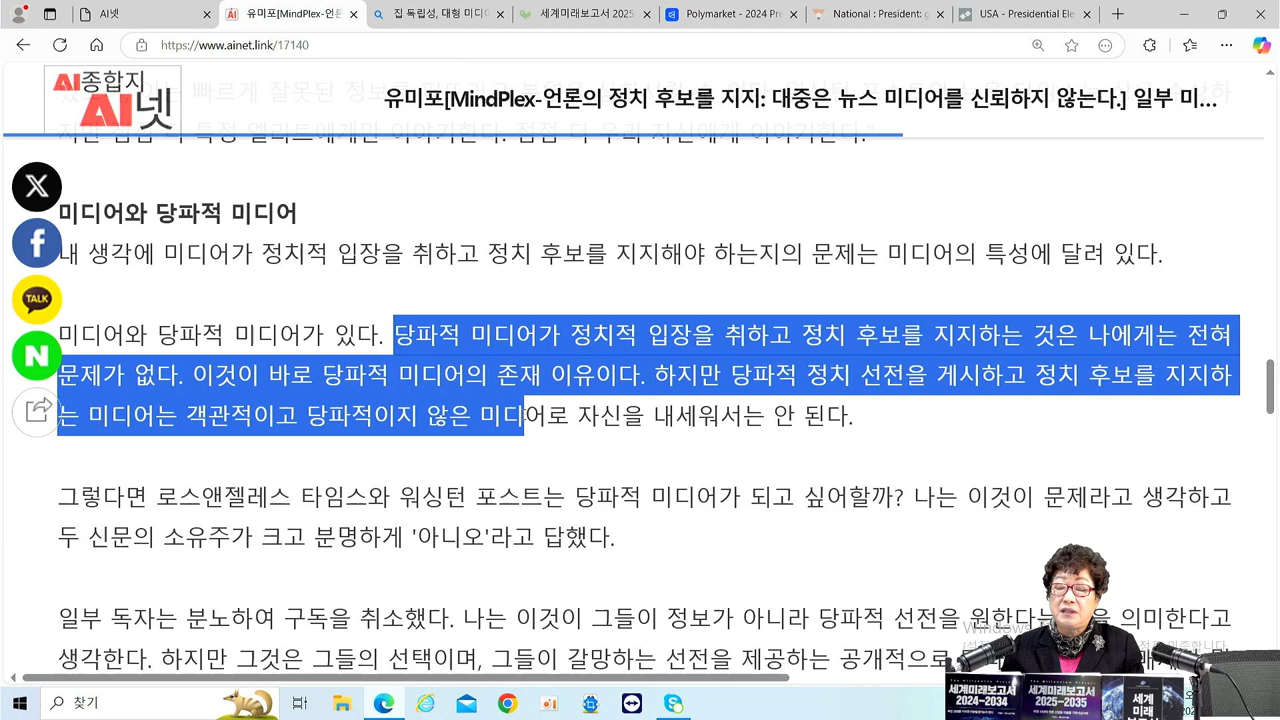 AI넷
유미포[MindPlex-언론
집 독립성, 대형 미디
세계미래보고서 2025
Polymarket - 2024 Pr
National : President: g
USA - Presidential Ele
https://www.ainet.link/17140
AI종합지
AI넷
유미포[MindPlex-언론의 정치 후보를 지지: 대중은 뉴스 미디어를 신뢰하지 않는다.] 일부 미...
미디어와 당파적 미디어
내 생각에 미디어가 정치적 입장을 취하고 정치 후보를 지지해야 하는지의 문제는 미디어의 특성에 달려 있다.
TALK
N
미디어와 당파적 미디어가 있다. 당파적 미디어가 정치적 입장을 취하고 정치 후보를 지지하는 것은 나에게는 전혀
문제가 없다. 이것이 바로 당파적 미디어의 존재 이유이다. 하지만 당파적 정치 선전을 게시하고 정치 후보를 지지하
는 미디어는 객관적이고 당파적이지 않은 미디어로 자신을 내세워서는 안 된다.
그렇다면 로스앤젤레스 타임스와 워싱턴 포스트는 당파적 미디어가 되고 싶어할까? 나는 이것이 문제라고 생각하고
두 신문의 소유주가 크고 분명하게 '아니오'라고 답했다.
일부 독자는 분노하여 구독을 취소했다. 나는 이것이 그들이 정보가 아니라 당파적 선전을 원한다는 을 의미한다고
생각한다. 하지만 그것은 그들의 선택이며, 그들이 갈망하는 선전을 제공하는 공개적으로
Windows
찾기
세계미래보고서
2024-2034
세계미래보고서
2025-2035
세계
미래